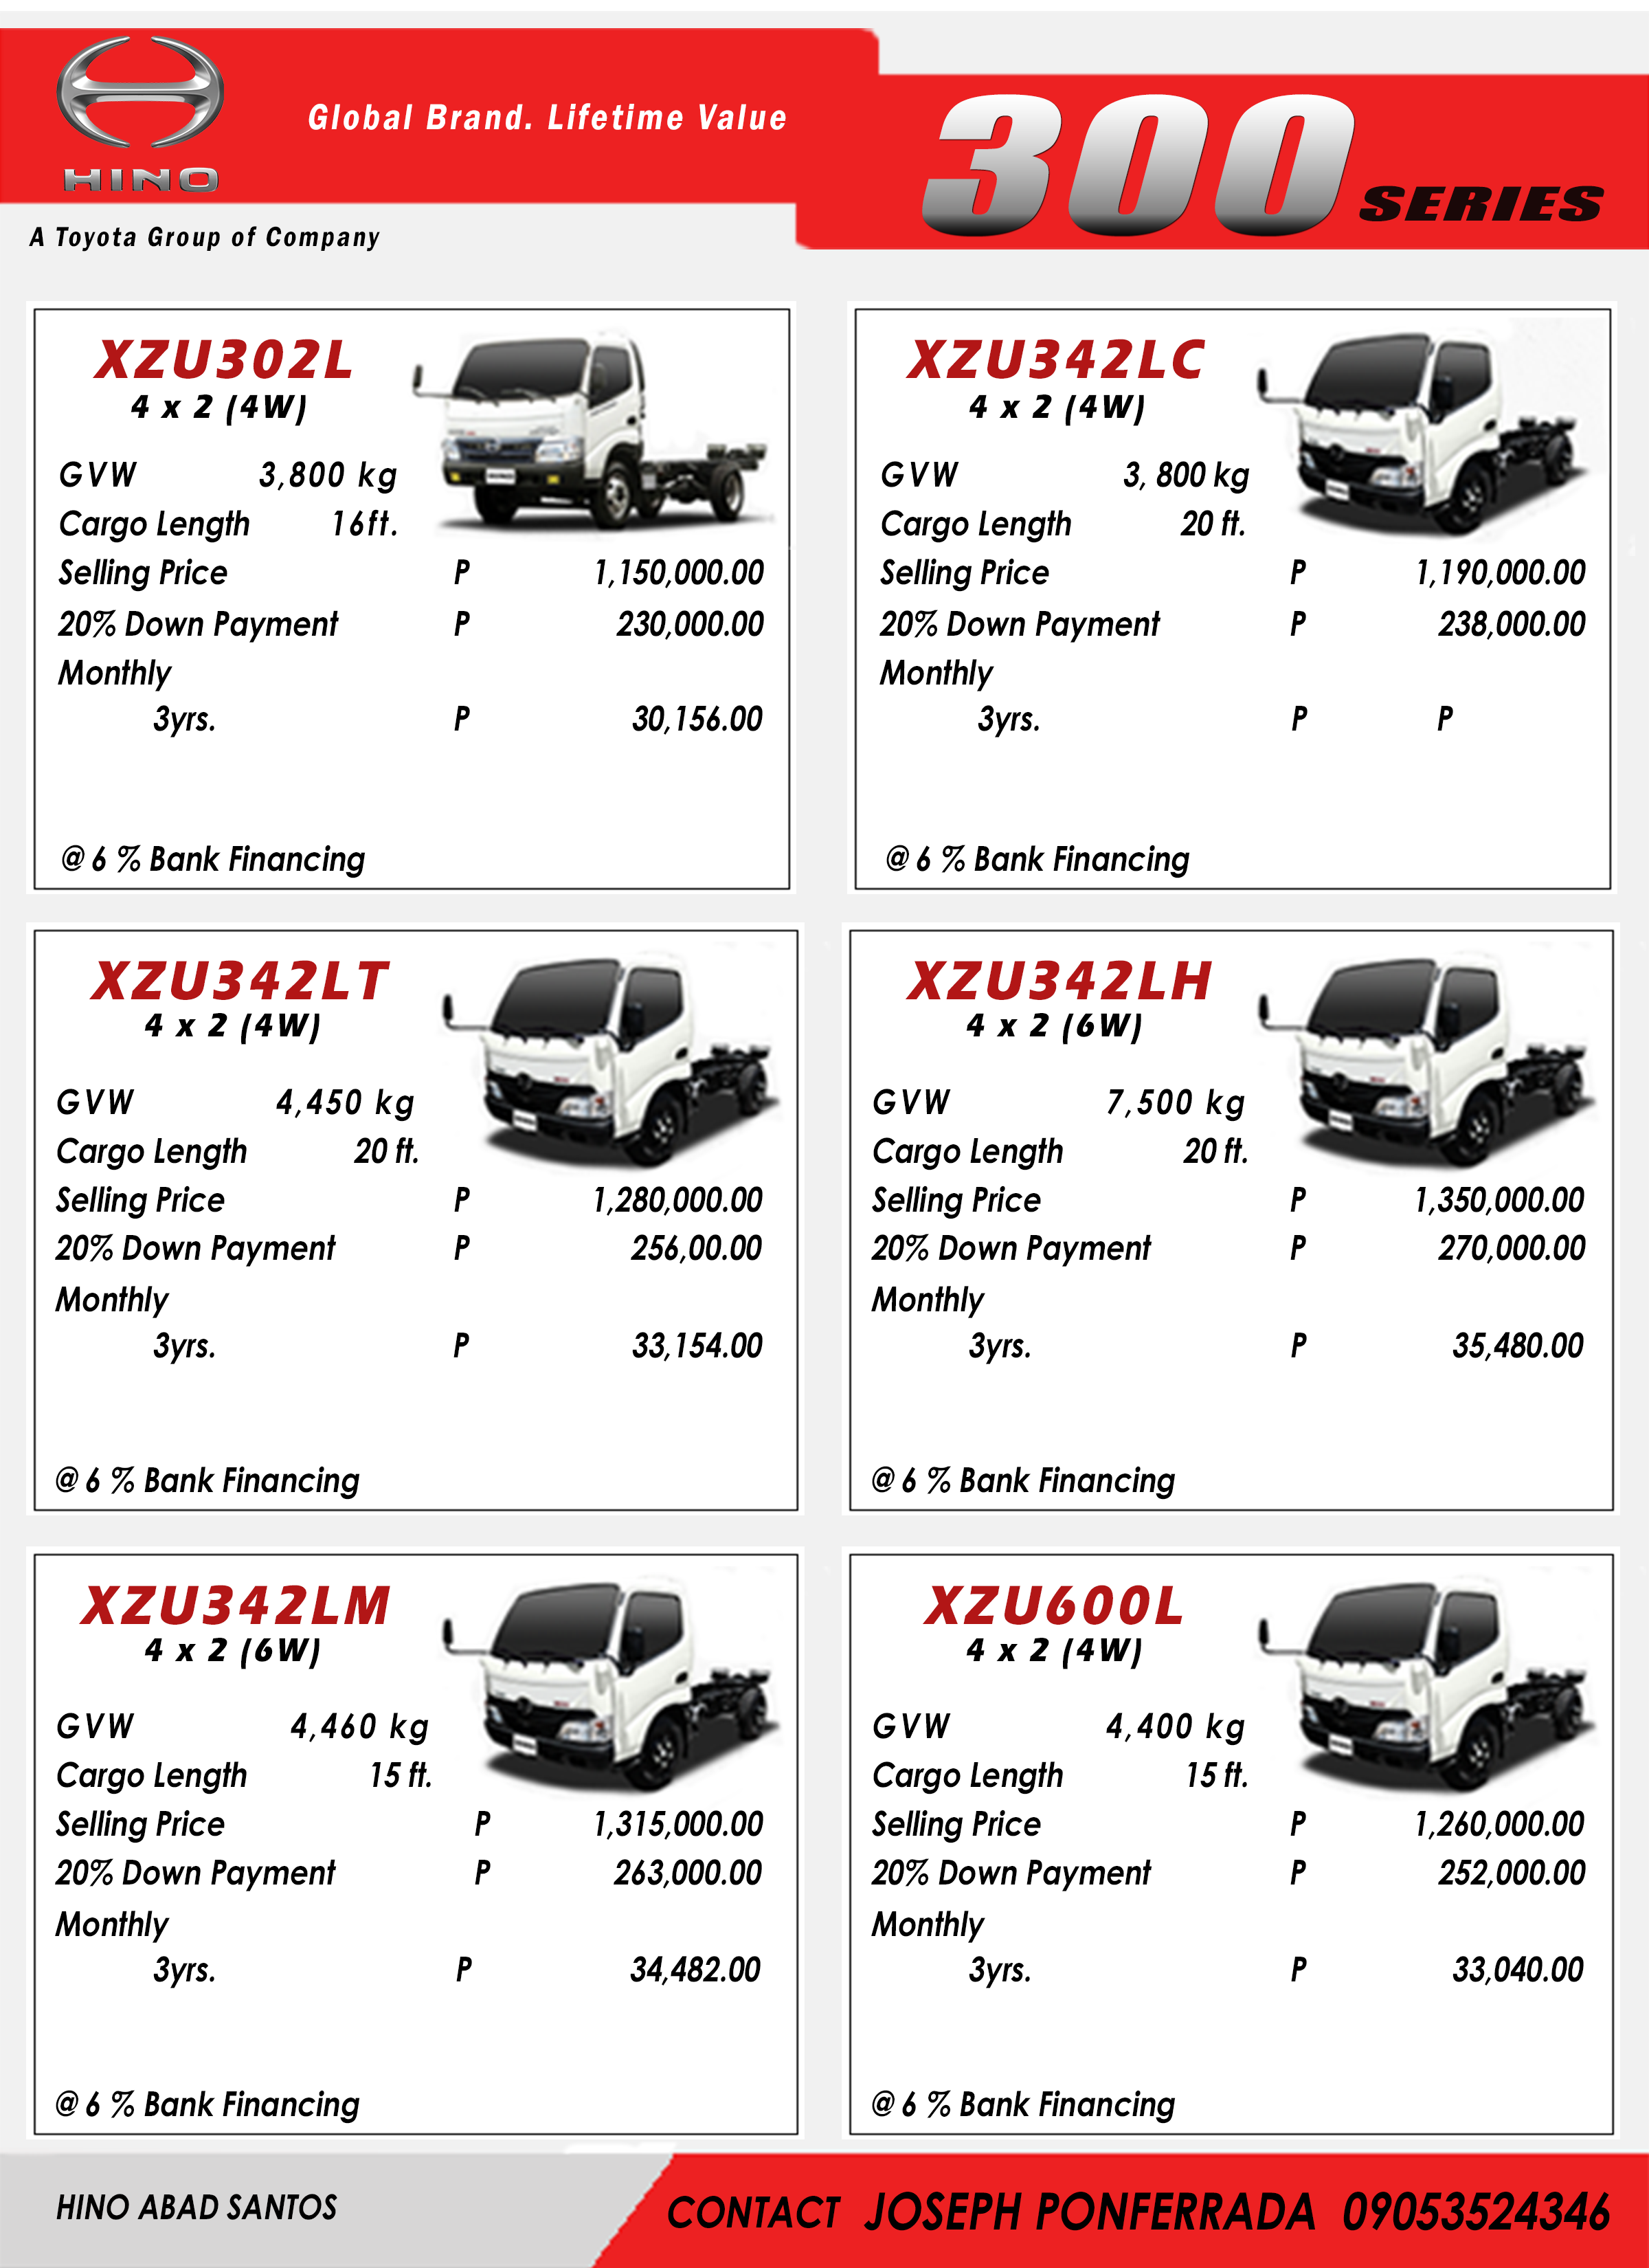 HINO
Global Brand. Lifetime Value
300 SERIES
A Toyota Group of Company
XZU302L
4 x 2 (4W)
GVW 3,800 kg
Cargo Length 16ft.
Selling Price P 1,150,000.00
20% Down Payment P 230,000.00
Monthly
3yrs. P 30,156.00
@ 6 % Bank Financing
XZU342LC
4 x 2 (4W)
GVW 3, 800 kg
Cargo Length 20 ft.
Selling Price P 1,190,000.00
20% Down Payment P 238,000.00
Monthly
3yrs. P P
@ 6 % Bank Financing
XZU342LT
4 x 2 (4W)
GVW 4,450 kg
Cargo Length 20 ft.
Selling Price P 1,280,000.00
20% Down Payment P 256,00.00
Monthly
3yrs. P 33,154.00
@ 6 % Bank Financing
XZU342LH
4 x 2 (6W)
GVW 7,500 kg
Cargo Length 20 ft.
Selling Price P 1,350,000.00
20% Down Payment P 270,000.00
Monthly
3yrs. P 35,480.00
@ 6 % Bank Financing
XZU342LM
4 x 2 (6W)
GVW 4,460 kg
Cargo Length 15 ft.
Selling Price P 1,315,000.00
20% Down Payment P 263,000.00
Monthly
3yrs. P 34,482.00
@ 6 % Bank Financing
XZU600L
4 x 2 (4W)
GVW 4,400 kg
Cargo Length 15 ft.
Selling Price P 1,260,000.00
20% Down Payment P 252,000.00
Monthly
3yrs. P 33,040.00
@ 6 % Bank Financing
HINO ABAD SANTOS
CONTACT JOSEPH PONFERRADA 09053524346